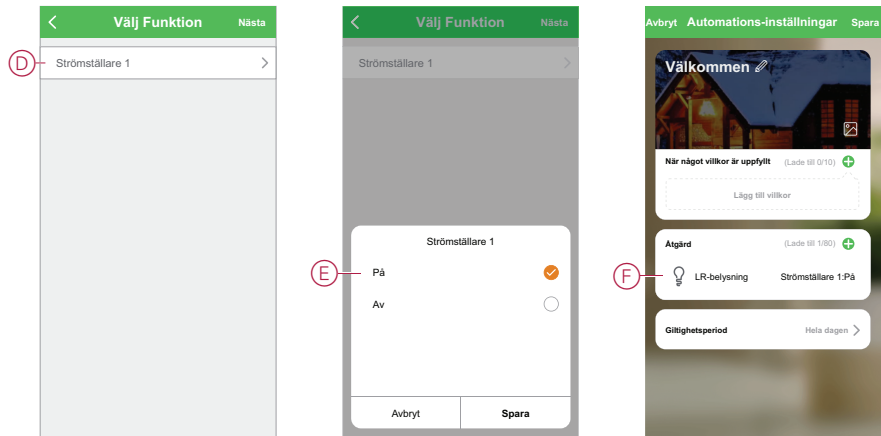 Välj Funktion Nästa
D
Strömställare 1
Välj Funktion Nästa
Strömställare 1
Strömställare 1
E
På
Av
Avbryt Spara
Avbryt Automations-inställningar Spara
Välkommen
När något villkor är uppfyllt (Lade till 0/10)
Lägg till villkor
Åtgärd (Lade till 1/80)
F
LR-belysning Strömställare 1:På
Giltighetsperiod Hela dagen